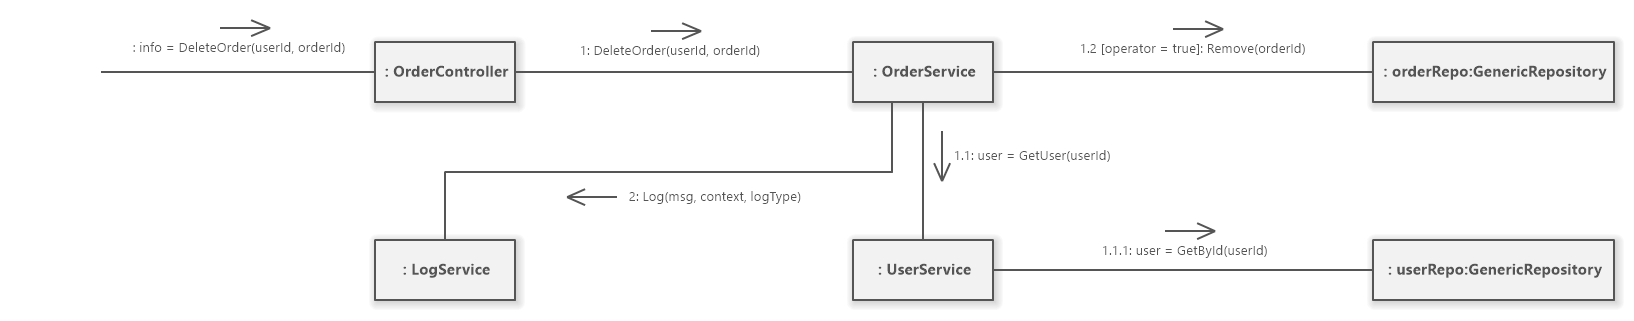 : info = DeleteOrder(userId, orderId)
1: DeleteOrder(userId, orderId)
1.2 [operator = true]: Remove(orderId)
: OrderController
: OrderService
: orderRepo:GenericRepository
1.1: user = GetUser(userId)
2: Log(msg, context, logType)
1.1.1: user = GetById(userId)
: LogService
: UserService
: userRepo:GenericRepository